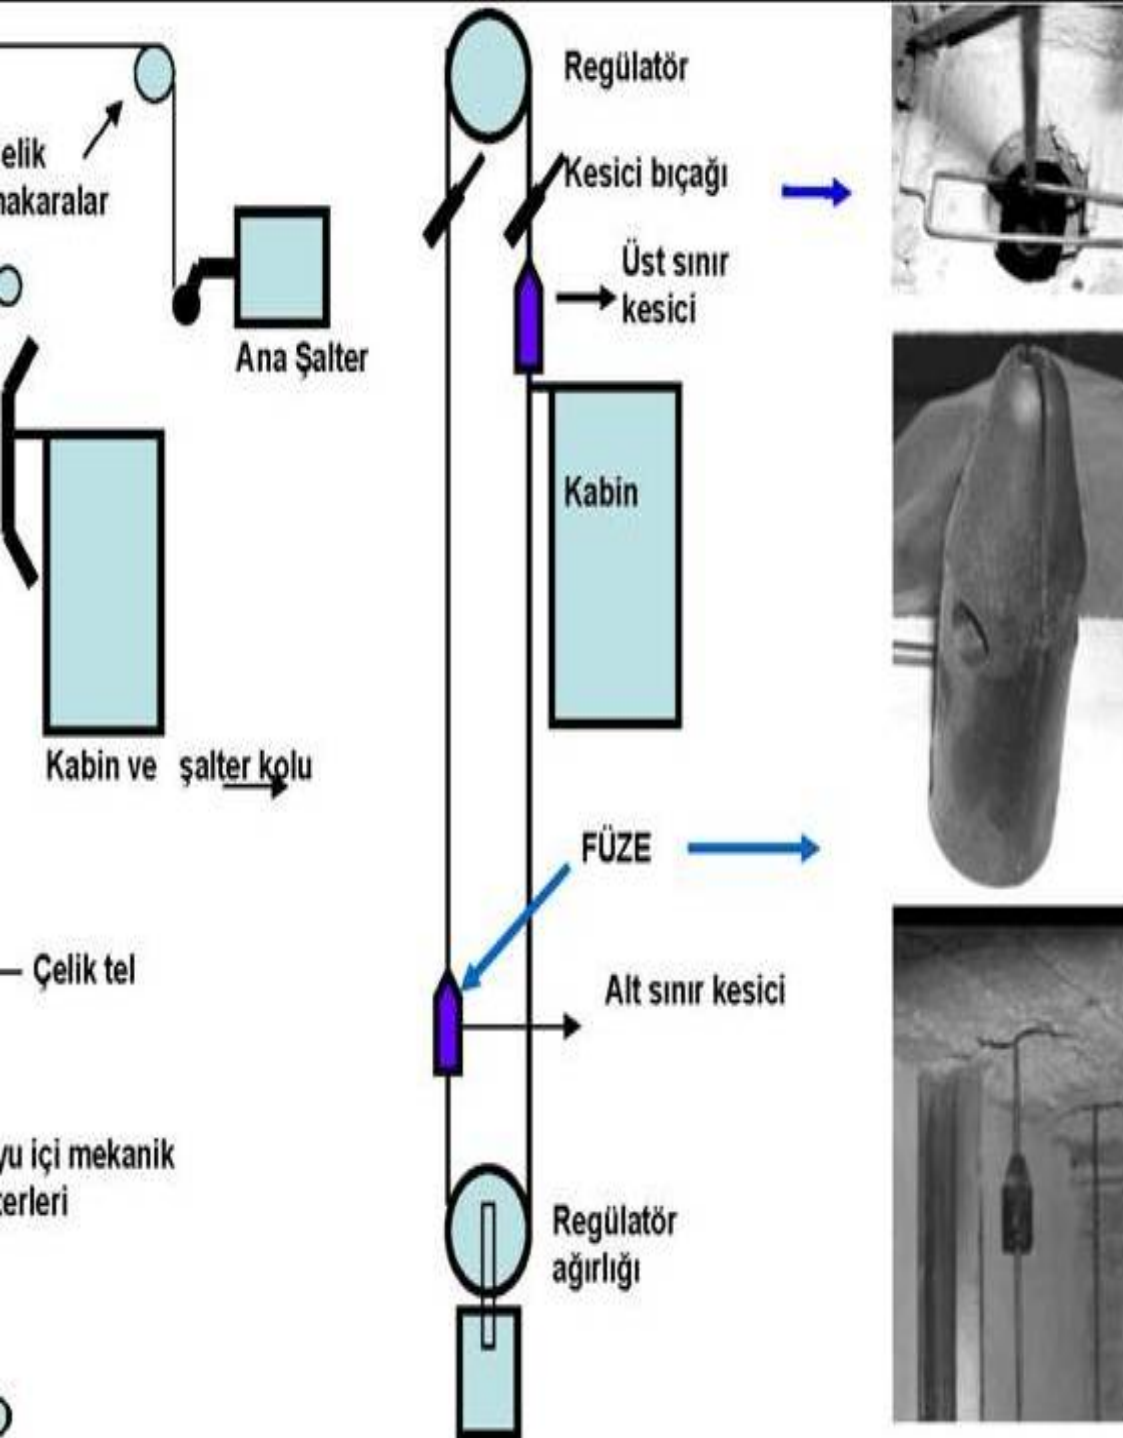 elik
makaralar
Ana Şalter
Kabin ve şalter kolu
Çelik tel
yu içi mekanik
terleri
Regülatör
Kesici bıçağı
Üst sınır
kesici
Kabin
FÜZE
Alt sınır kesici
Regülatör
ağırlığı